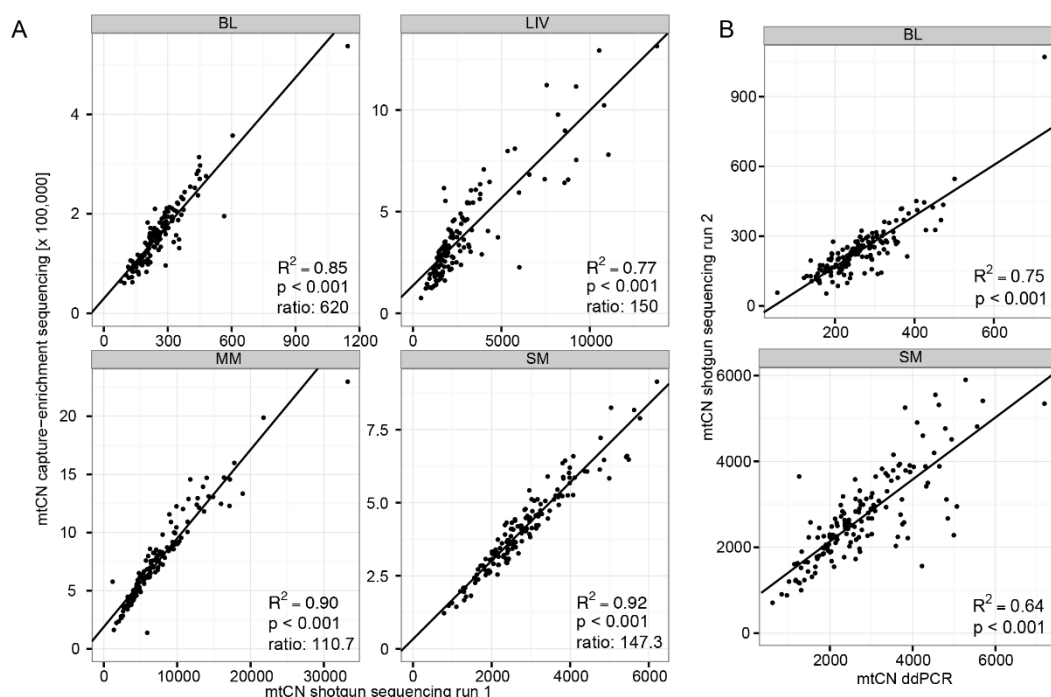 A
BL
LIV
mtCN capture-enrichment sequencing [x 100,000]
4
2
0
R² = 0.85
p < 0.001
ratio: 620
0
300
600
900
1200
10
5
0
R² = 0.77
p < 0.001
ratio: 150
0
5000
10000
MM
SM
20
15
10
5
0
R² = 0.90
p < 0.001
ratio: 110.7
0
10000
20000
30000
7.5
5.0
2.5
0
R² = 0.92
p < 0.001
ratio: 147.3
0
2000
4000
6000
mtCN shotgun sequencing run 1
B
BL
mtCN shotgun sequencing run 2
900
600
300
0
R² = 0.75
p < 0.001
200
400
600
SM
6000
4000
2000
0
R² = 0.64
p < 0.001
2000
4000
6000
mtCN ddPCR